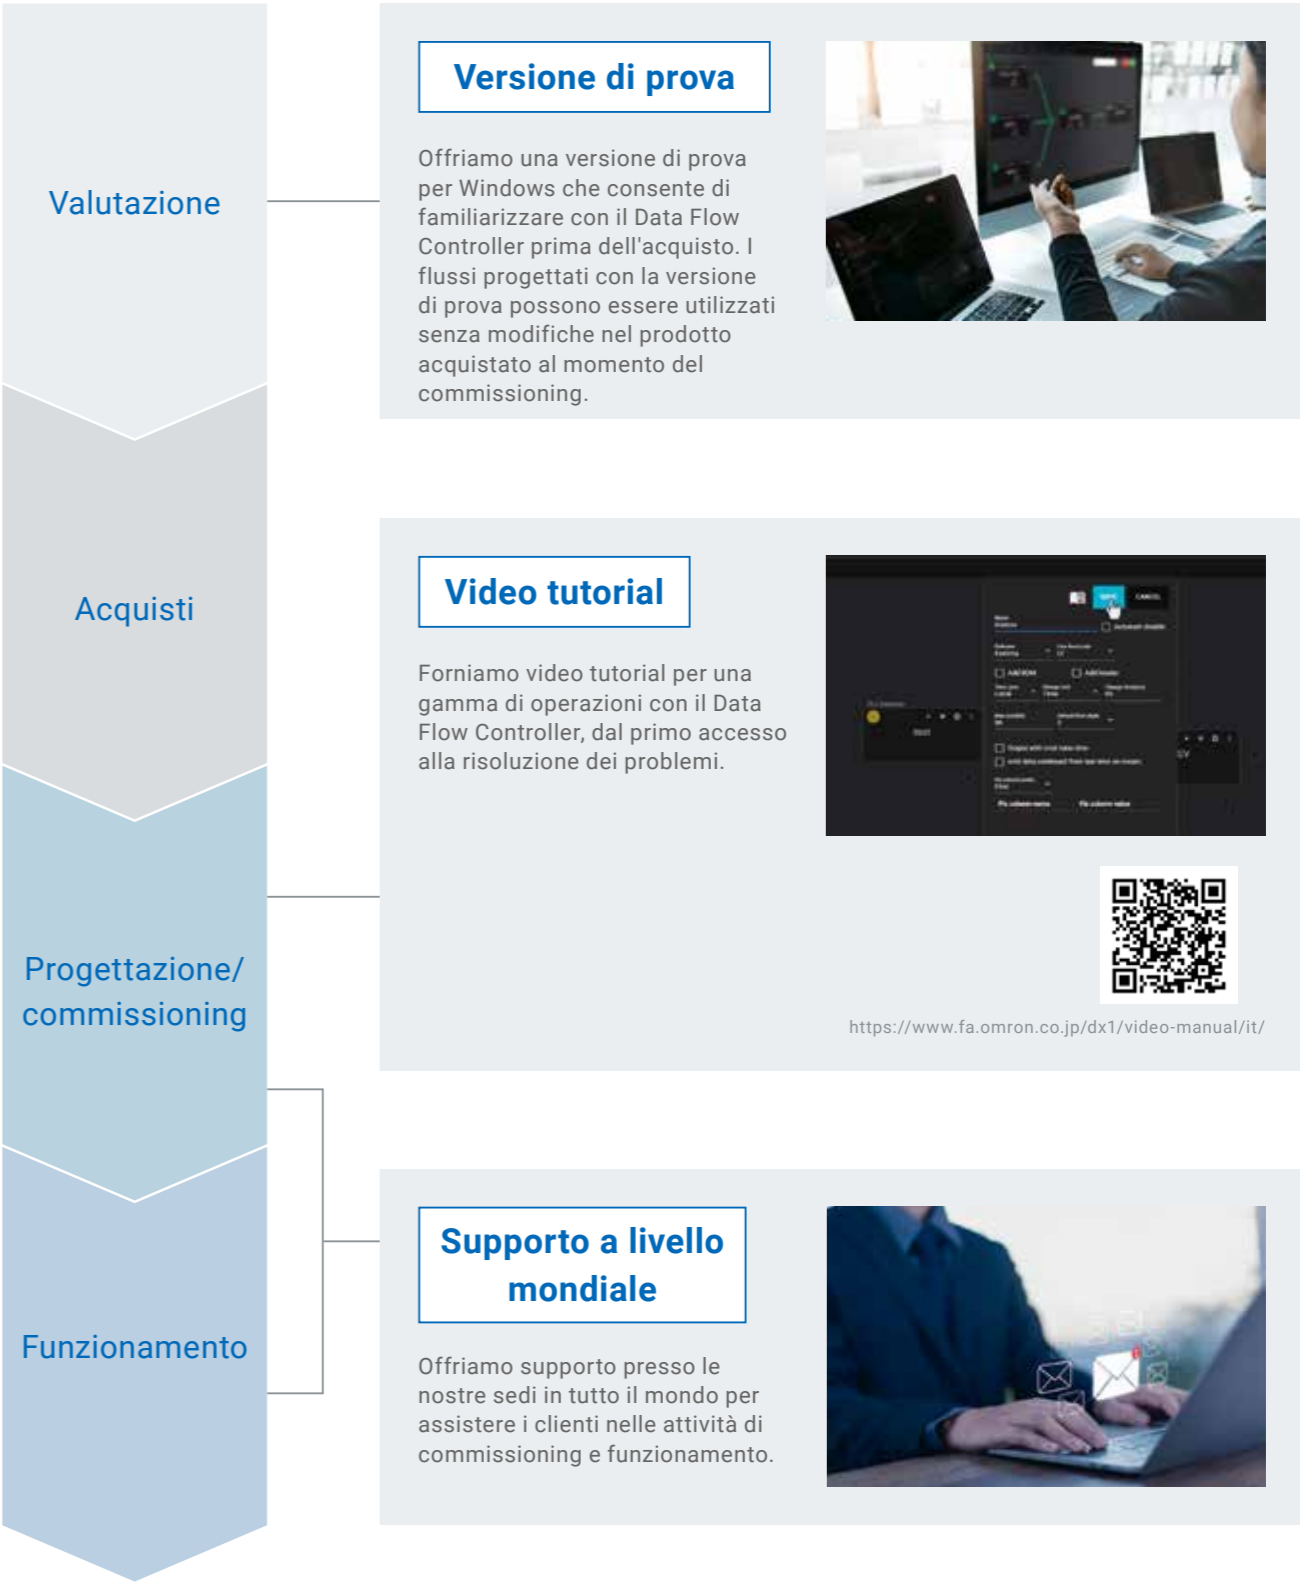 Valutazione
Versione di prova
Offriamo una versione di prova
per Windows che consente di
familiarizzare con il Data Flow
Controller prima dell'acquisto. I
flussi progettati con la versione
di prova possono essere utilizzati
senza modifiche nel prodotto
acquistato al momento del
commissioning.
Acquisti
Video tutorial
Forniamo video tutorial per una
gamma di operazioni con il Data
Flow Controller, dal primo accesso
alla risoluzione dei problemi.
CANCEL
Progettazione/
commissioning
https://www.fa.omron.co.jp/dx1/video-manual/it/
Funzionamento
Supporto a livello
mondiale
Offriamo supporto presso le
nostre sedi in tutto il mondo per
assistere i clienti nelle attività di
commissioning e funzionamento.